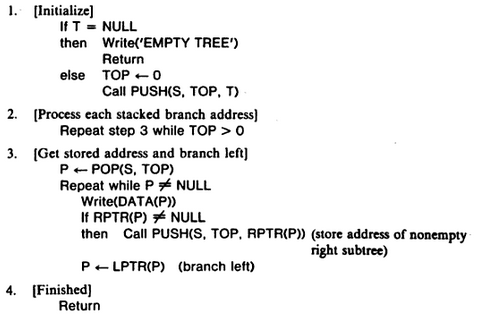 1. [Initialize]
If T = NULL
then Write('EMPTY TREE')
Return
else TOP ← 0
Call PUSH(S, TOP, T)
2. [Process each stacked branch address]
Repeat step 3 while TOP > 0
3. [Get stored address and branch left]
P ← POP(S, TOP)
Repeat while P ≠ NULL
Write(DATA(P))
If RPTR(P) ≠ NULL
then Call PUSH(S, TOP, RPTR(P)) (store address of nonempty
right subtree)
P ← LPTR(P) (branch left)
4. [Finished]
Return